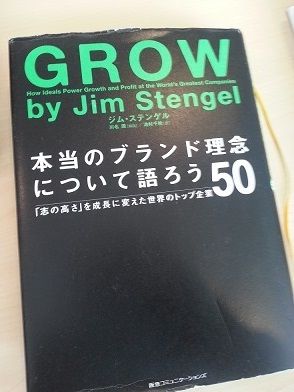 GROW
How Ideals Power Growth and Profit at the World's Greatest Companies
by Jim Stengel
ジム・ステンゲル
本当のブランド理念
について語ろう
「志の高さ」を成長に変えた世界のトップ企業50
阪急コミュニケーションズ